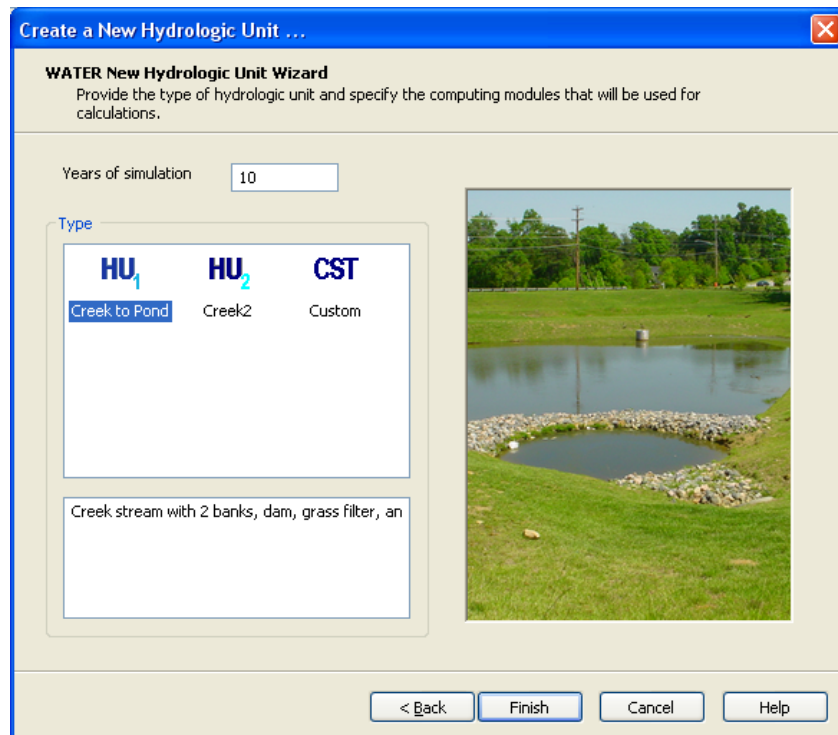 Create a New Hydrologic Unit ...
WATER New Hydrologic Unit Wizard
Provide the type of hydrologic unit and specify the computing modules that will be used for
calculations.
Years of simulation 10
Type
HU1 HU2 CST
Creek to Pond Creek2 Custom
Creek stream with 2 banks, dam, grass filter, an
< Back Finish Cancel Help